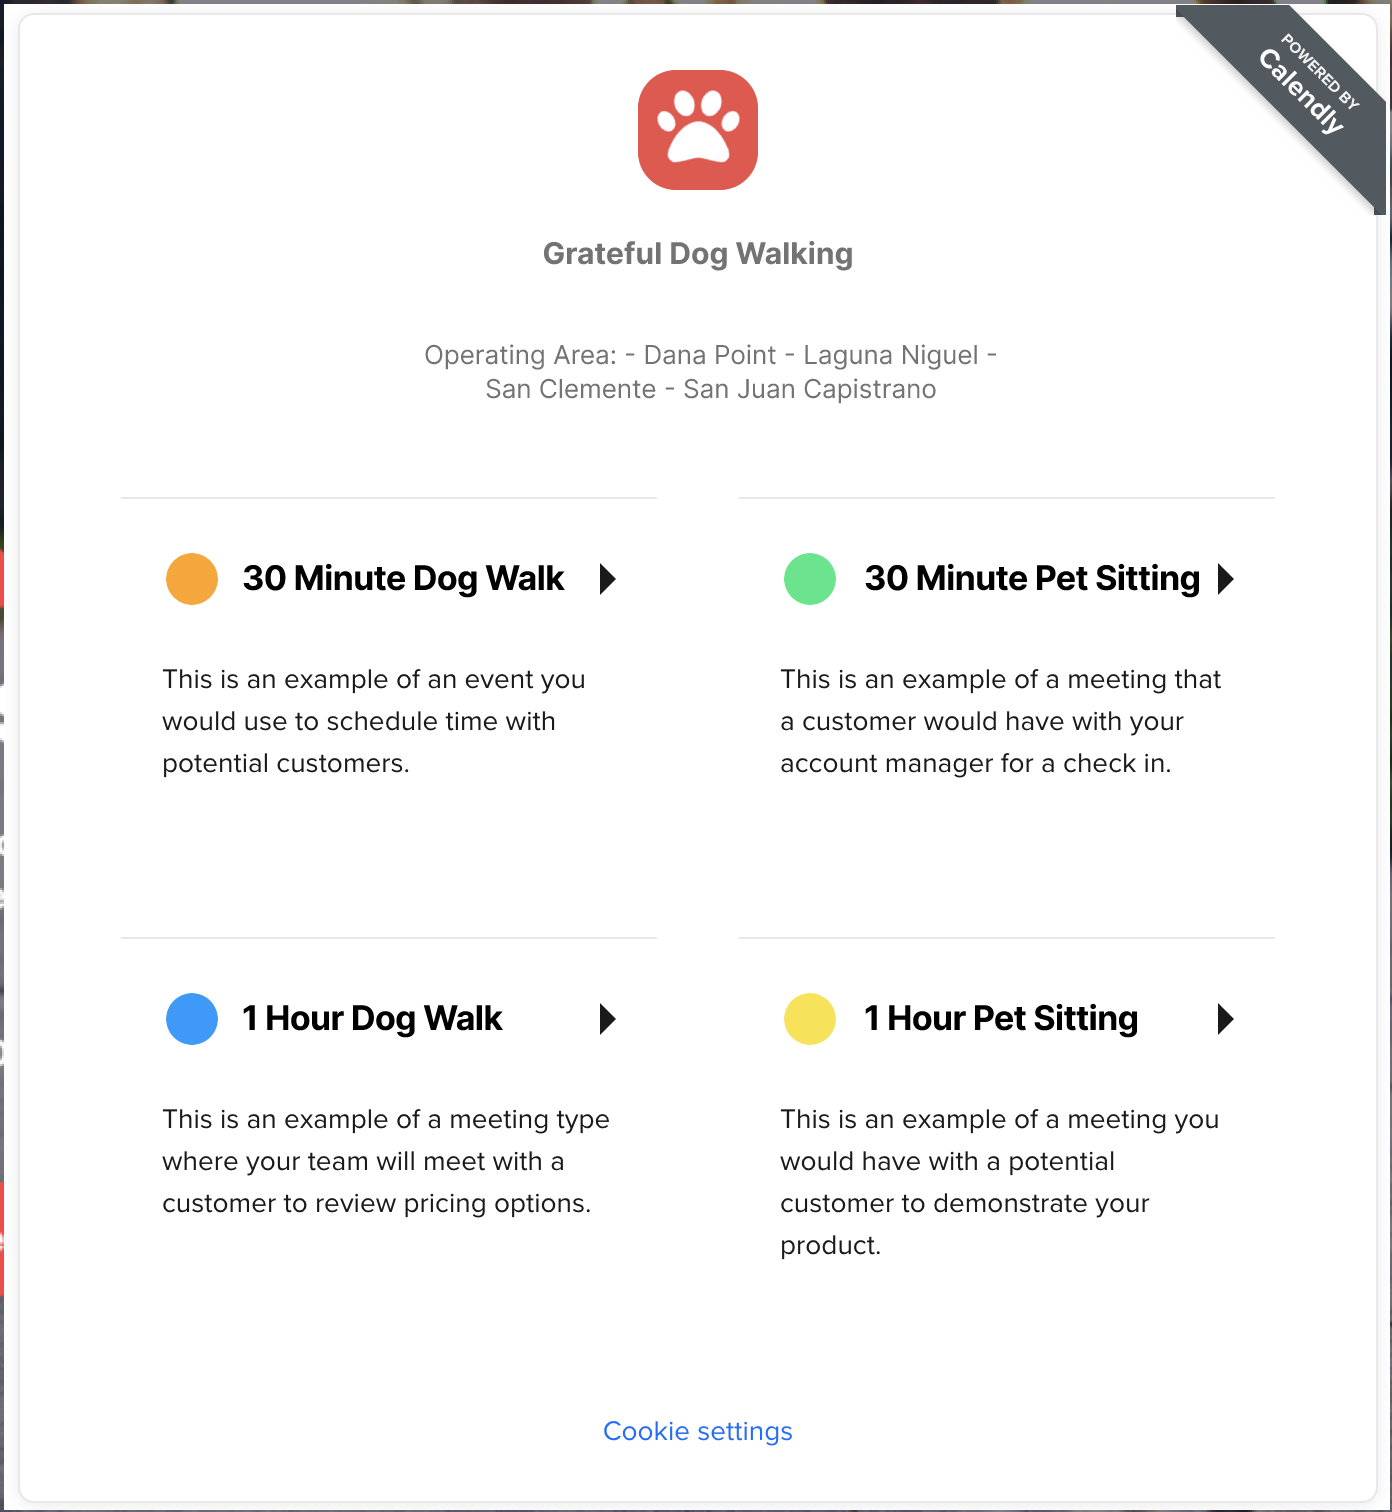 POWERED BY
Calendly
Grateful Dog Walking
Operating Area: - Dana Point - Laguna Niguel -
San Clemente - San Juan Capistrano
30 Minute Dog Walk
This is an example of an event you
would use to schedule time with
potential customers.
30 Minute Pet Sitting
This is an example of a meeting that
a customer would have with your
account manager for a check in.
1 Hour Dog Walk
This is an example of a meeting type
where your team will meet with a
customer to review pricing options.
1 Hour Pet Sitting
This is an example of a meeting you
would have with a potential
customer to demonstrate your
product.
Cookie settings